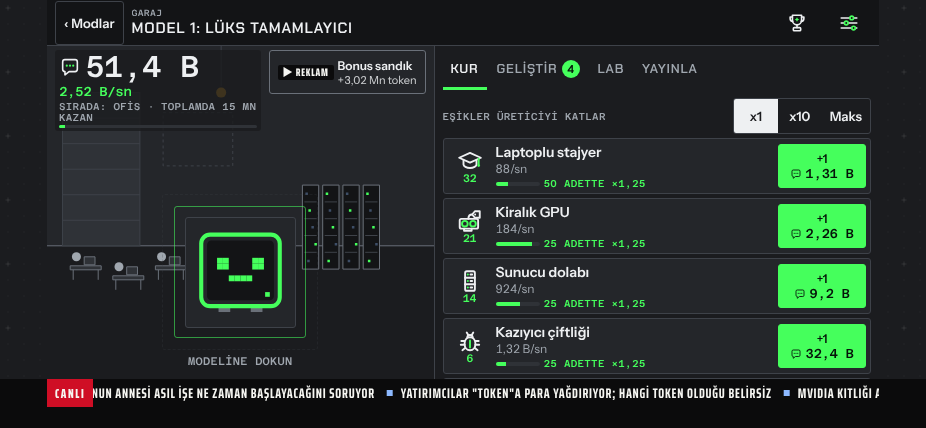 ‹ Modlar
GARAJ
MODEL 1: LÜKS TAMAMLAYICI
51,4 B
2,52 B/sn
SIRADA: OFİS · TOPLAMDA 15 MN
KAZAN
REKLAM
Bonus sandık
+3,02 Mn token
MODELİNE DOKUN
KUR
GELİŞTİR 4
LAB
YAYINLA
EŞİKLER ÜRETİCİYİ KATLAR
x1
x10
Maks
Laptoplu stajyer
88/sn
32
50 ADETTE ×1,25
+1
1,31 B
Kiralık GPU
184/sn
21
25 ADETTE ×1,25
+1
2,26 B
Sunucu dolabı
924/sn
14
25 ADETTE ×1,25
+1
9,2 B
Kazıyıcı çiftliği
1,32 B/sn
6
25 ADETTE ×1,25
+1
32,4 B
CANLI
NUN ANNESİ ASIL İŞE NE ZAMAN BAŞLAYACAĞINI SORUYOR ■ YATIRIMCILAR "TOKEN"A PARA YAĞDIRIYOR; HANGİ TOKEN OLDUĞU BELİRSİZ ■ MVIDIA KITLIĞI